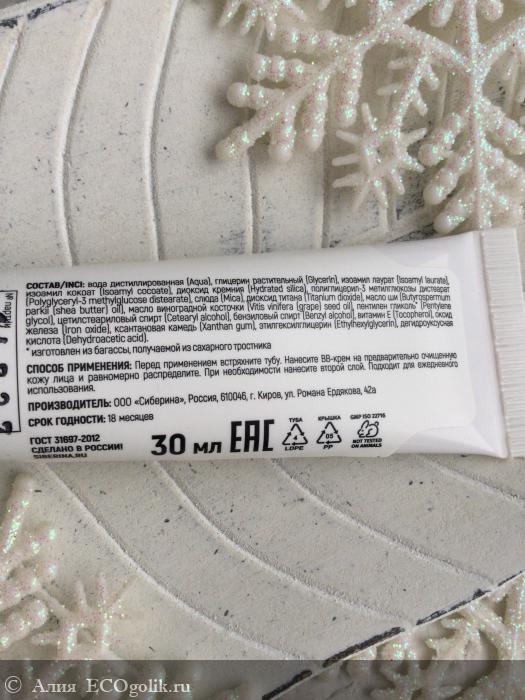 СОСТАВ/INCI: вода дистиллированная (Aqua), глицерин растительный (Glycerin), изоамил лаурат (Isoamyl laurate),
изоамил кокоат (Isoamyl cocoate), диоксид кремния (Hydrated silica), полиглицерил-3 метилглюкозы дистеарат
(Polyglyceryl-3 methylglucose distearate), слюда (Mica), диоксид титана (Titanium dioxide), масло ши (Butyrospermum
parkii (shea butter) oil), масло виноградной косточки (Vitis vinifera (grape) seed oil), пентилен гликоль* (Pentylene
glycol), цетилстеариловый спирт (Cetearyl alcohol), бензиловый спирт (Benzyl alcohol), витамин Е (Tocopherol), оксид
железа (Iron oxide), ксантановая камедь (Xanthan gum), этилгексилглицерин (Ethylhexylglycerin), дегидроуксусная
кислота (Dehydroacetic acid).
* изготовлен из багассы, получаемой из сахарного тростника
СПОСОБ ПРИМЕНЕНИЯ: Перед применением встряхните тубу. Нанесите BB-крем на предварительно очищенную
кожу лица и равномерно распределите. При необходимости нанесите второй слой. Подходит для ежедневного
использования.
ПРОИЗВОДИТЕЛЬ: ООО «Сиберина», Россия, 610046, г. Киров, ул. Романа Ердякова, 42а
СРОК ГОДНОСТИ: 18 месяцев
ГОСТ 31697-2012
СДЕЛАНО В РОССИИ!
SIBERINA.RU
30 мл EAC
ТУБА
4
LDPE
КРЫШКА
05
PP
GMP ISO 22716
NOT TESTED
ON ANIMALS
© Алия ECOgolik.ru